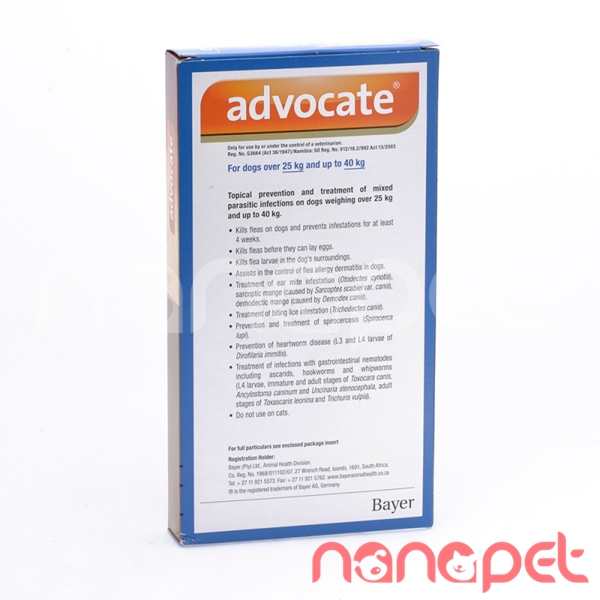 advocate®
Only for use by or under the control of a veterinarian.
Reg. No. G3664 (Act 36/1947)/Namibia: S0 Reg. No. V12/18.2/892 Act 13/2003
For dogs over 25 kg and up to 40 kg
Topical prevention and treatment of mixed
parasitic infections on dogs weighing over 25 kg
and up to 40 kg.
• Kills fleas on dogs and prevents infestations for at least
4 weeks.
• Kills fleas before they can lay eggs.
• Kills flea larvae in the dog's surroundings.
• Assists in the control of flea allergy dermatitis in dogs.
• Treatment of ear mite infestation (Otodectes cynotis),
sarcoptic mange (caused by Sarcoptes scabiei var. canis),
demodectic mange (caused by Demodex canis).
• Treatment of biting lice infestation (Trichodectes canis).
• Prevention and treatment of spirocercosis (Spirocerca
lupi).
• Prevention of heartworm disease (L3 and L4 larvae of
Dirofilaria immitis).
• Treatment of infections with gastrointestinal nematodes
including ascarids, hookworms and whipworms
(L4 larvae, immature and adult stages of Toxocara canis,
Ancylostoma caninum and Uncinaria stenocephala, adult
stages of Toxascaris leonina and Trichuris vulpis).
• Do not use on cats.
For full particulars see enclosed package insert
Registration Holder:
Bayer (Pty) Ltd., Animal Health Division
Co. Reg. No. 1968/011192/07. 27 Wrench Road, Isando, 1601, South Africa.
Tel: + 27 11 921 5573. Fax: + 27 11 921 5762. www.bayeranimalhealth.co.za
® is the registered trademark of Bayer AG, Germany
Bayer
advocate
nanapet
nanapet